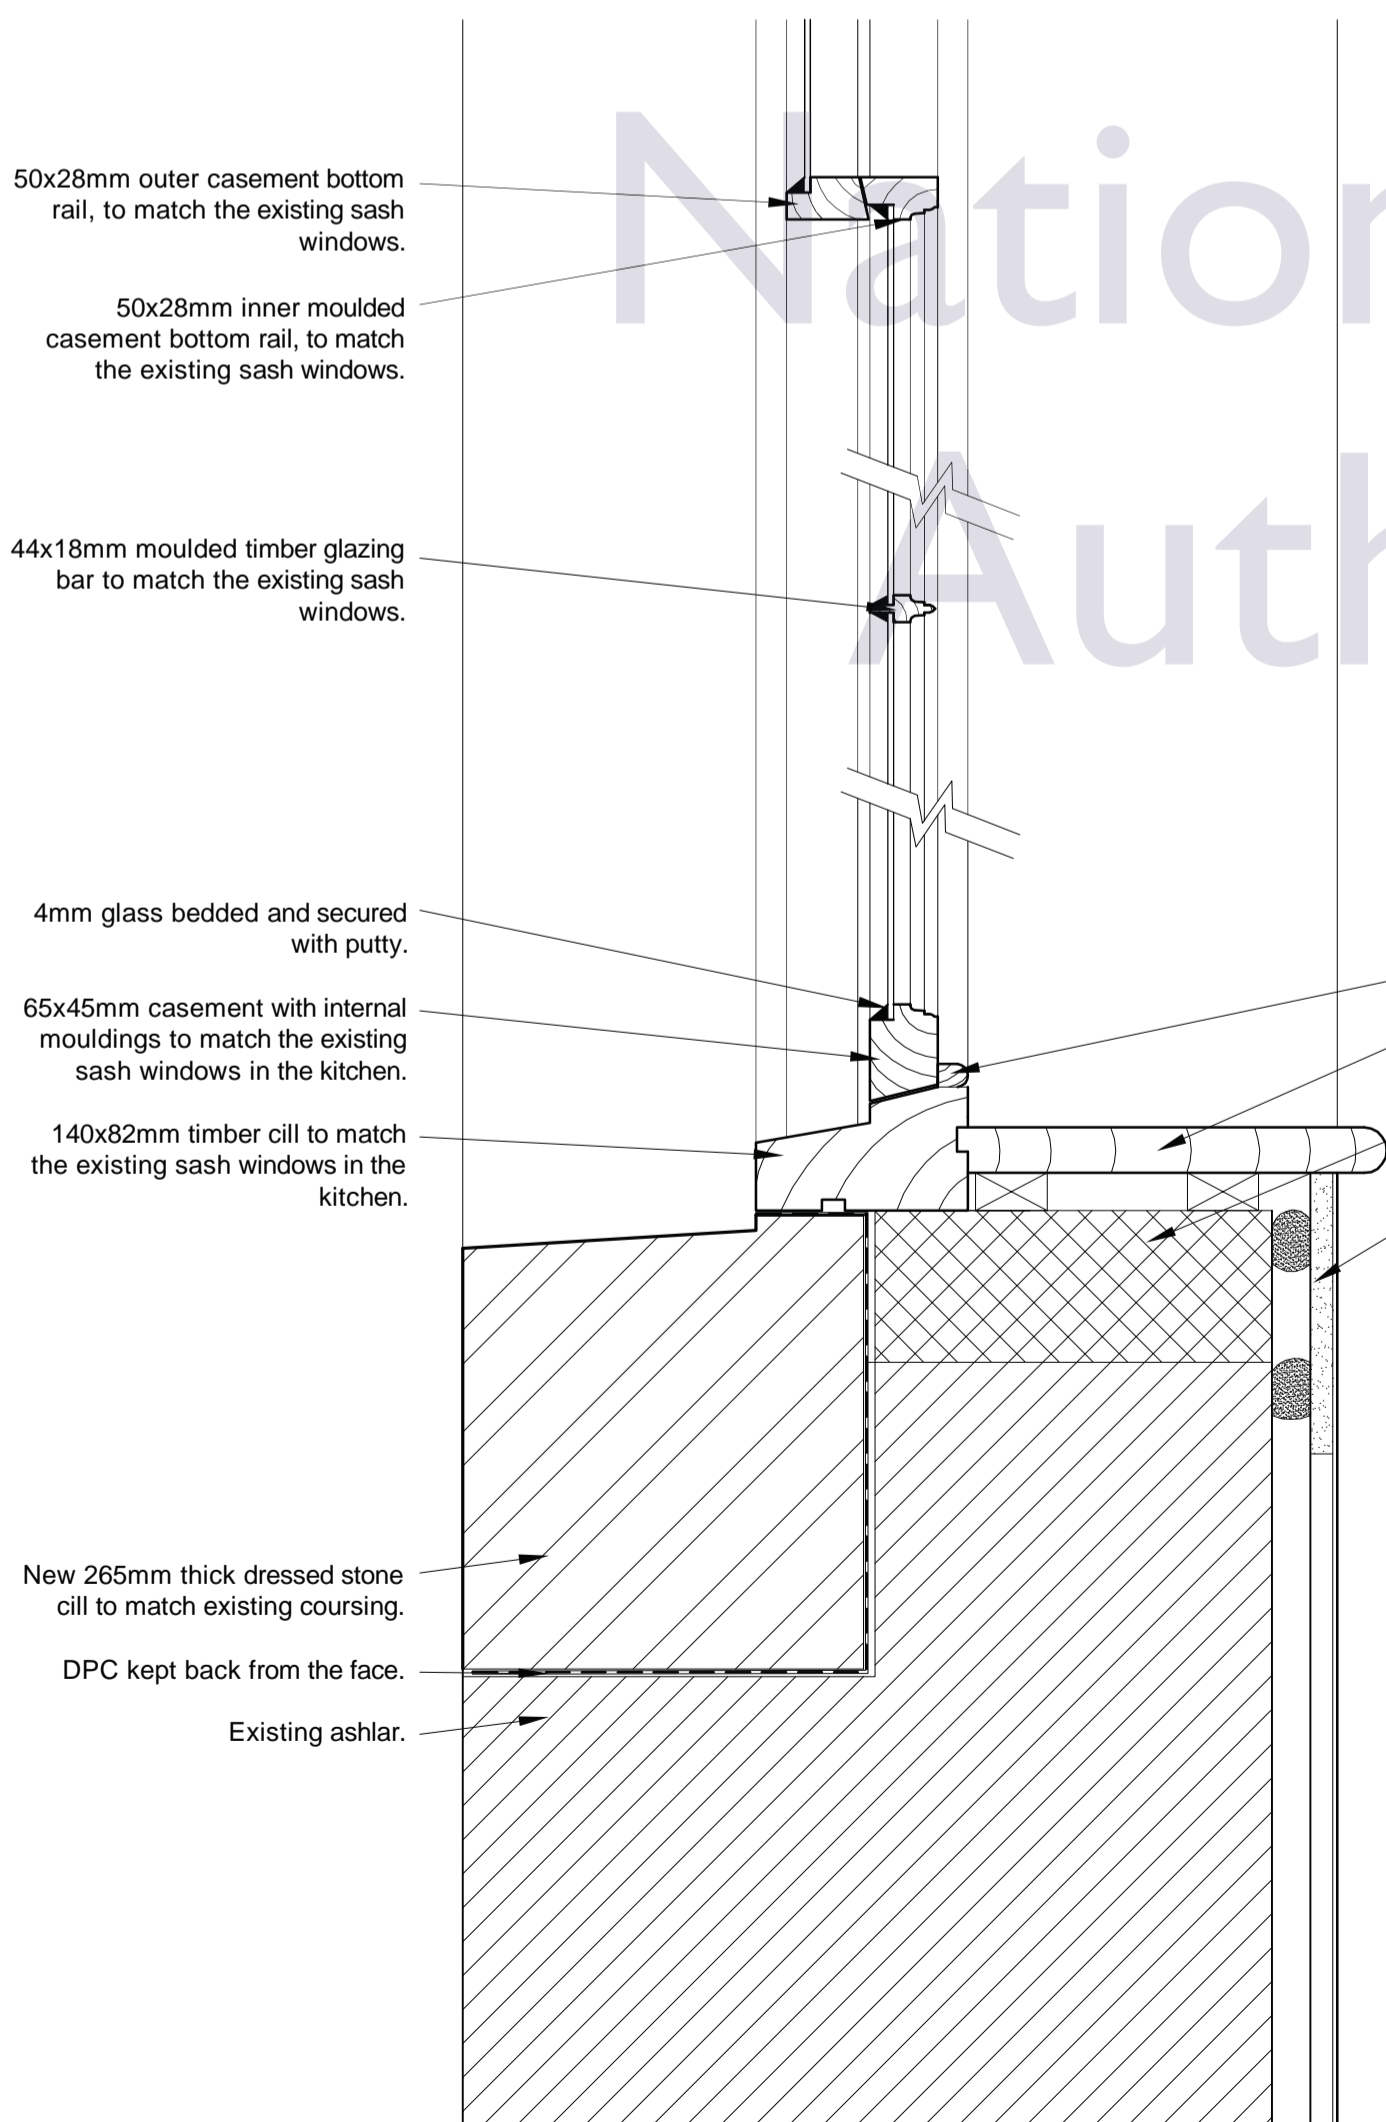 Nation
Auth
50x28mm outer casement bottom
rail, to match the existing sash
windows.
50x28mm inner moulded
casement bottom rail, to match
the existing sash windows.
44x18mm moulded timber glazing
bar to match the existing sash
windows.
4mm glass bedded and secured
with putty.
65x45mm casement with internal
mouldings to match the existing
sash windows in the kitchen.
140x82mm timber cill to match
the existing sash windows in the
kitchen.
New 265mm thick dressed stone
cill to match existing coursing.
DPC kept back from the face.
Existing ashlar.